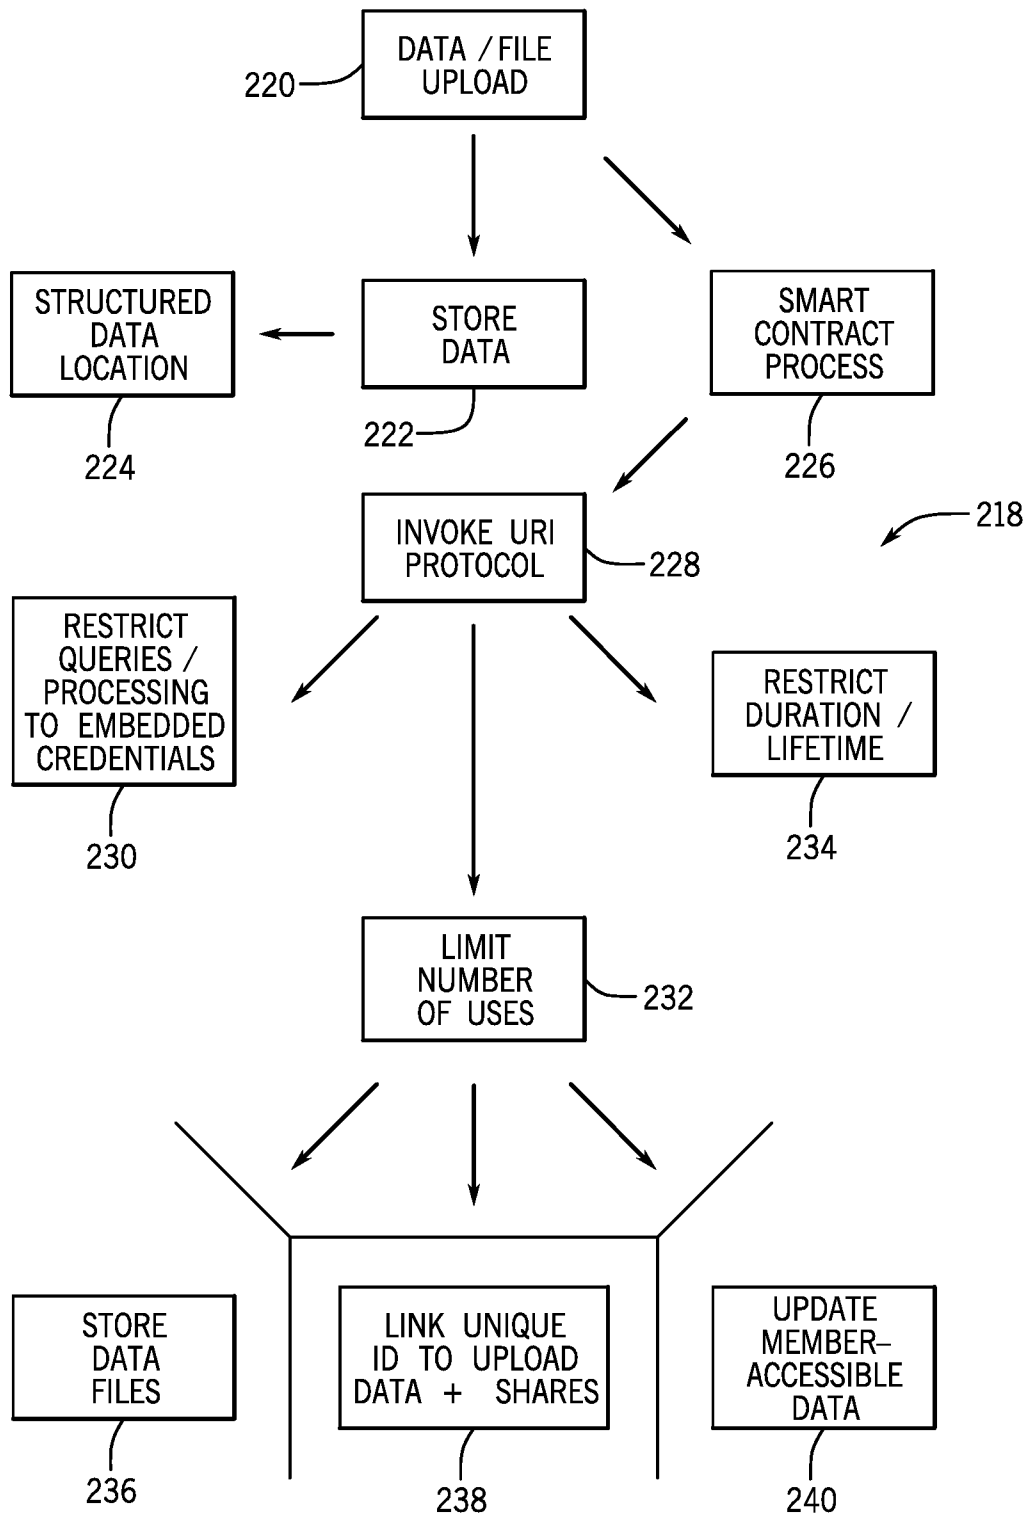 DATA / FILE
UPLOAD
220
STRUCTURED
DATA
LOCATION
224
STORE
DATA
222
SMART
CONTRACT
PROCESS
226
218
INVOKE URI
PROTOCOL
228
RESTRICT
QUERIES /
PROCESSING
TO EMBEDDED
CREDENTIALS
230
RESTRICT
DURATION /
LIFETIME
234
LIMIT
NUMBER
OF USES
232
STORE
DATA
FILES
236
LINK UNIQUE
ID TO UPLOAD
DATA + SHARES
238
UPDATE
MEMBER–
ACCESSIBLE
DATA
240